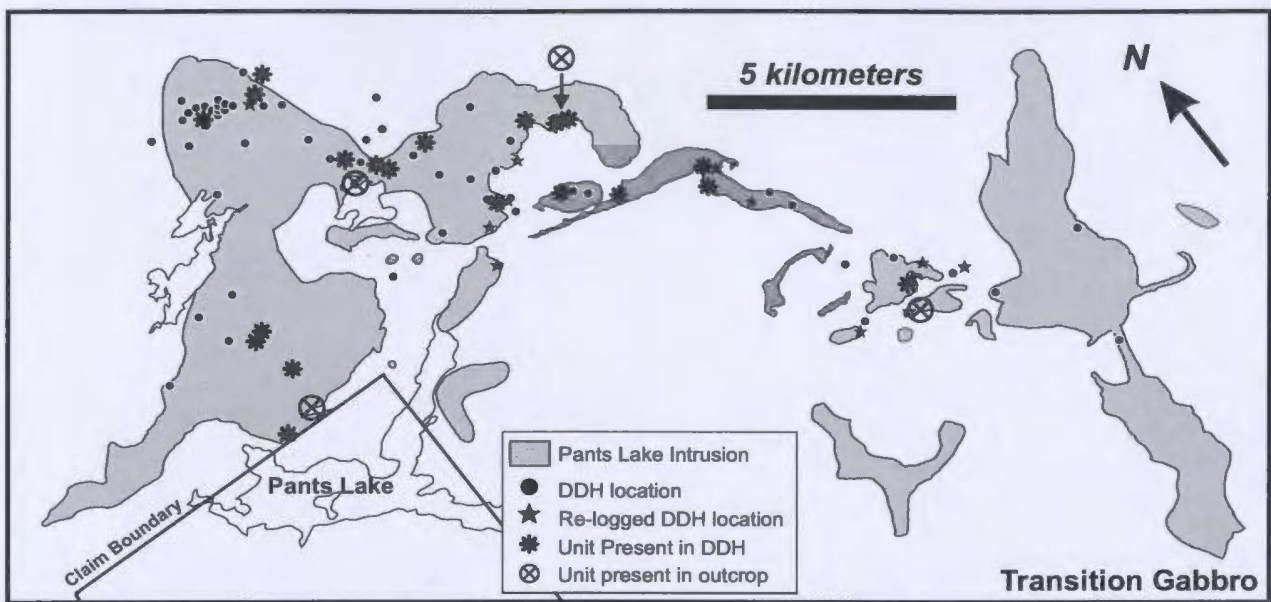 5 kilometers
N
Pants Lake
Claim Boundary
Pants Lake Intrusion
DDH location
Re-logged DDH location
Unit Present in DDH
Unit present in outcrop
Transition Gabbro